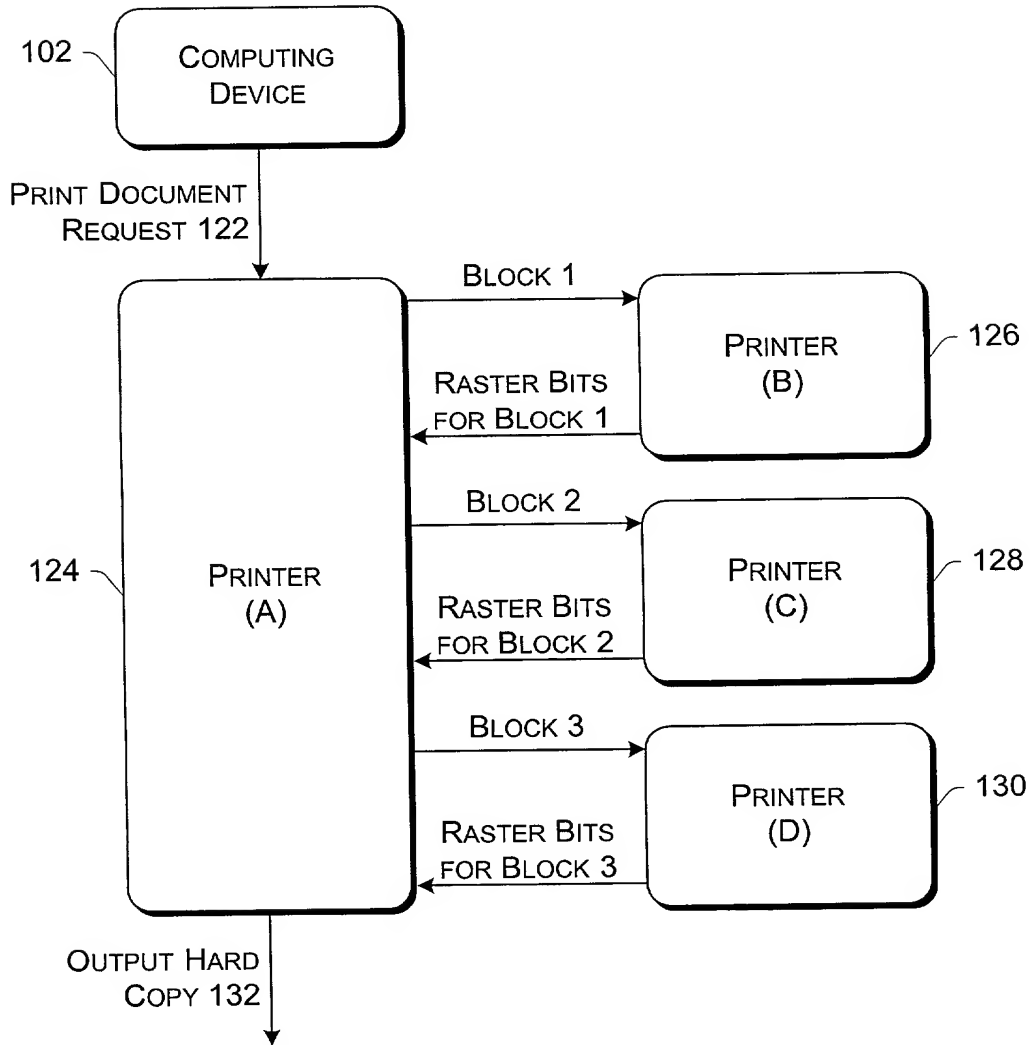 102
COMPUTING
DEVICE
PRINT DOCUMENT
REQUEST 122
BLOCK 1
PRINTER
(B)
126
RASTER BITS
FOR BLOCK 1
BLOCK 2
124
PRINTER
(A)
PRINTER
(C)
128
RASTER BITS
FOR BLOCK 2
BLOCK 3
PRINTER
(D)
130
RASTER BITS
FOR BLOCK 3
OUTPUT HARD
COPY 132